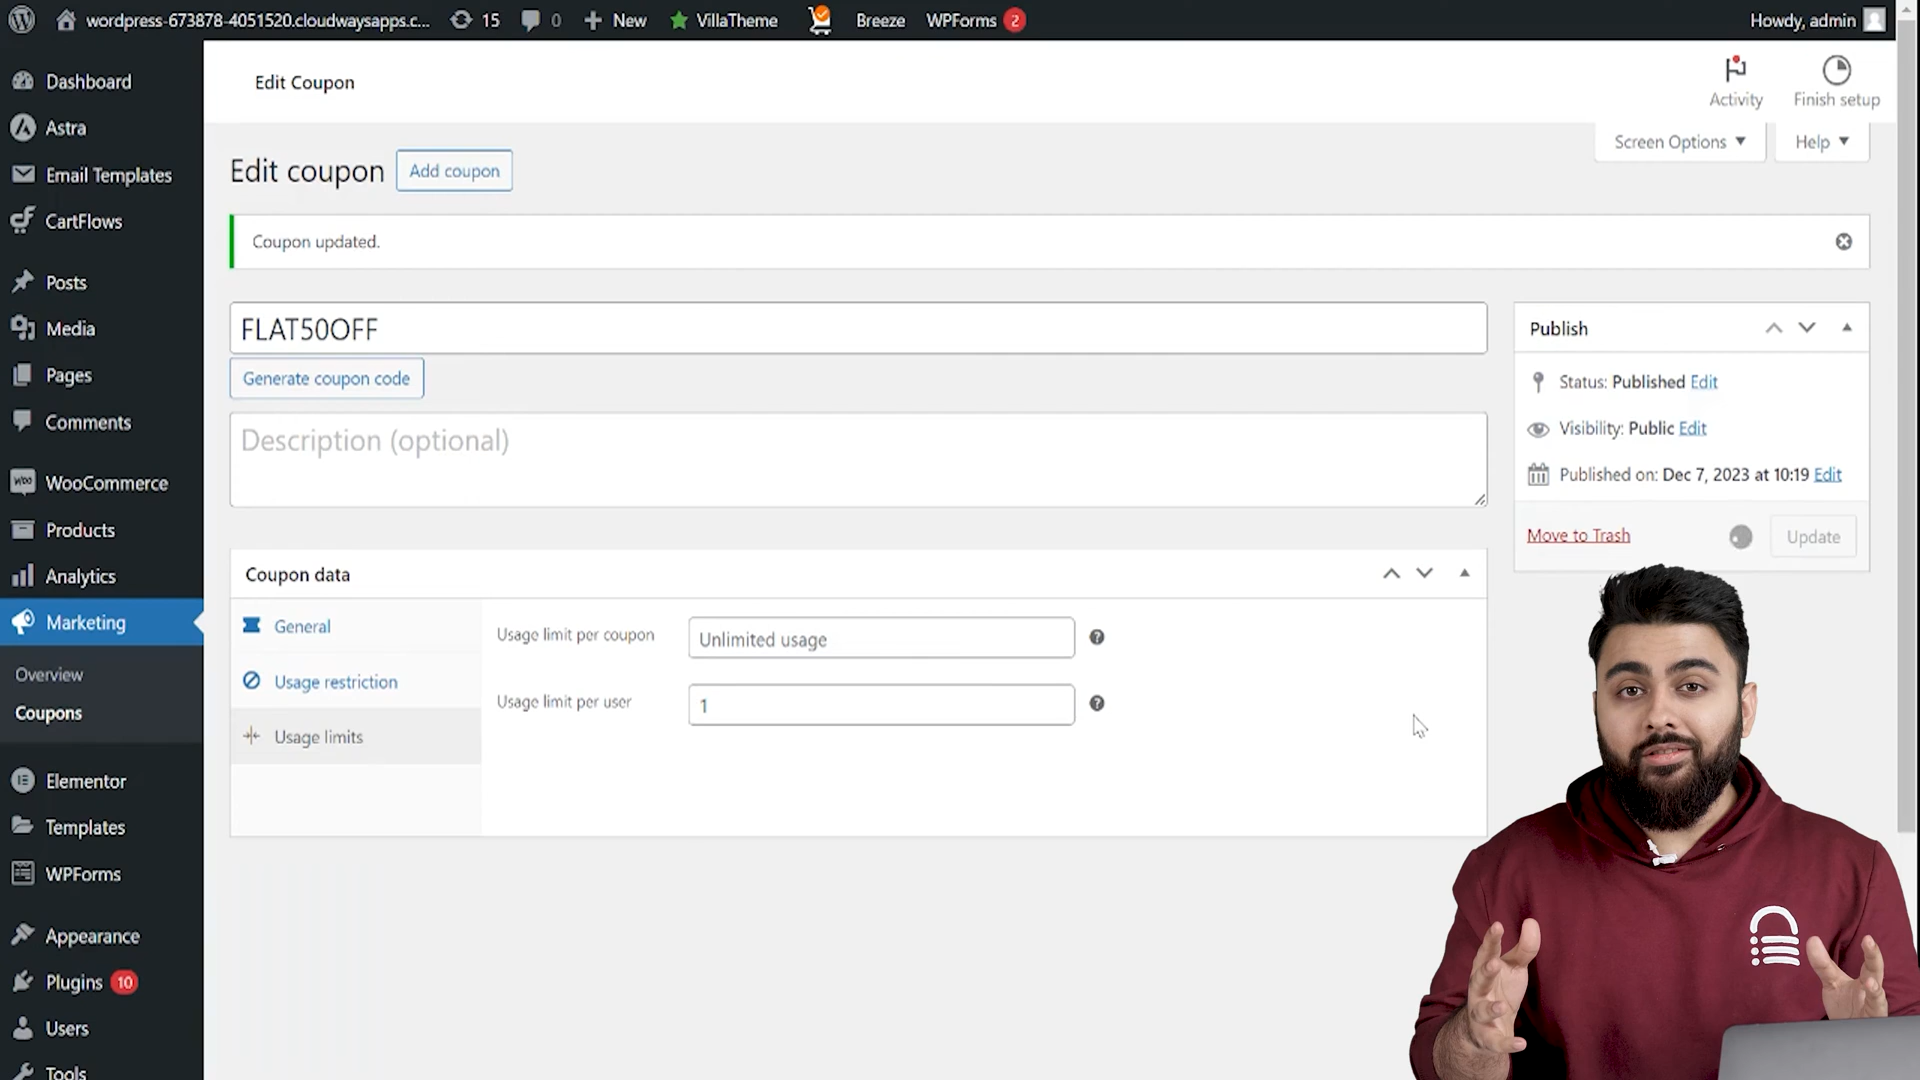 wordpress-673878-4051520.cloudwaysapps.c... 15 0 New VillaTheme Breeze WPForms 2 Howdy, admin
Dashboard
Astra
Email Templates
CartFlows
Posts
Media
Pages
Comments
WooCommerce
Products
Analytics
Marketing
Overview
Coupons
Elementor
Templates
WPForms
Appearance
Plugins 10
Users
Tools
Edit Coupon
Activity
Finish setup
Screen Options
Help
Edit coupon
Add coupon
Coupon updated.
FLAT50OFF
Generate coupon code
Description (optional)
Coupon data
General
Usage restriction
Usage limits
Usage limit per coupon Unlimited usage
Usage limit per user 1
Publish
Status: Published Edit
Visibility: Public Edit
Published on: Dec 7, 2023 at 10:19 Edit
Move to Trash
Update